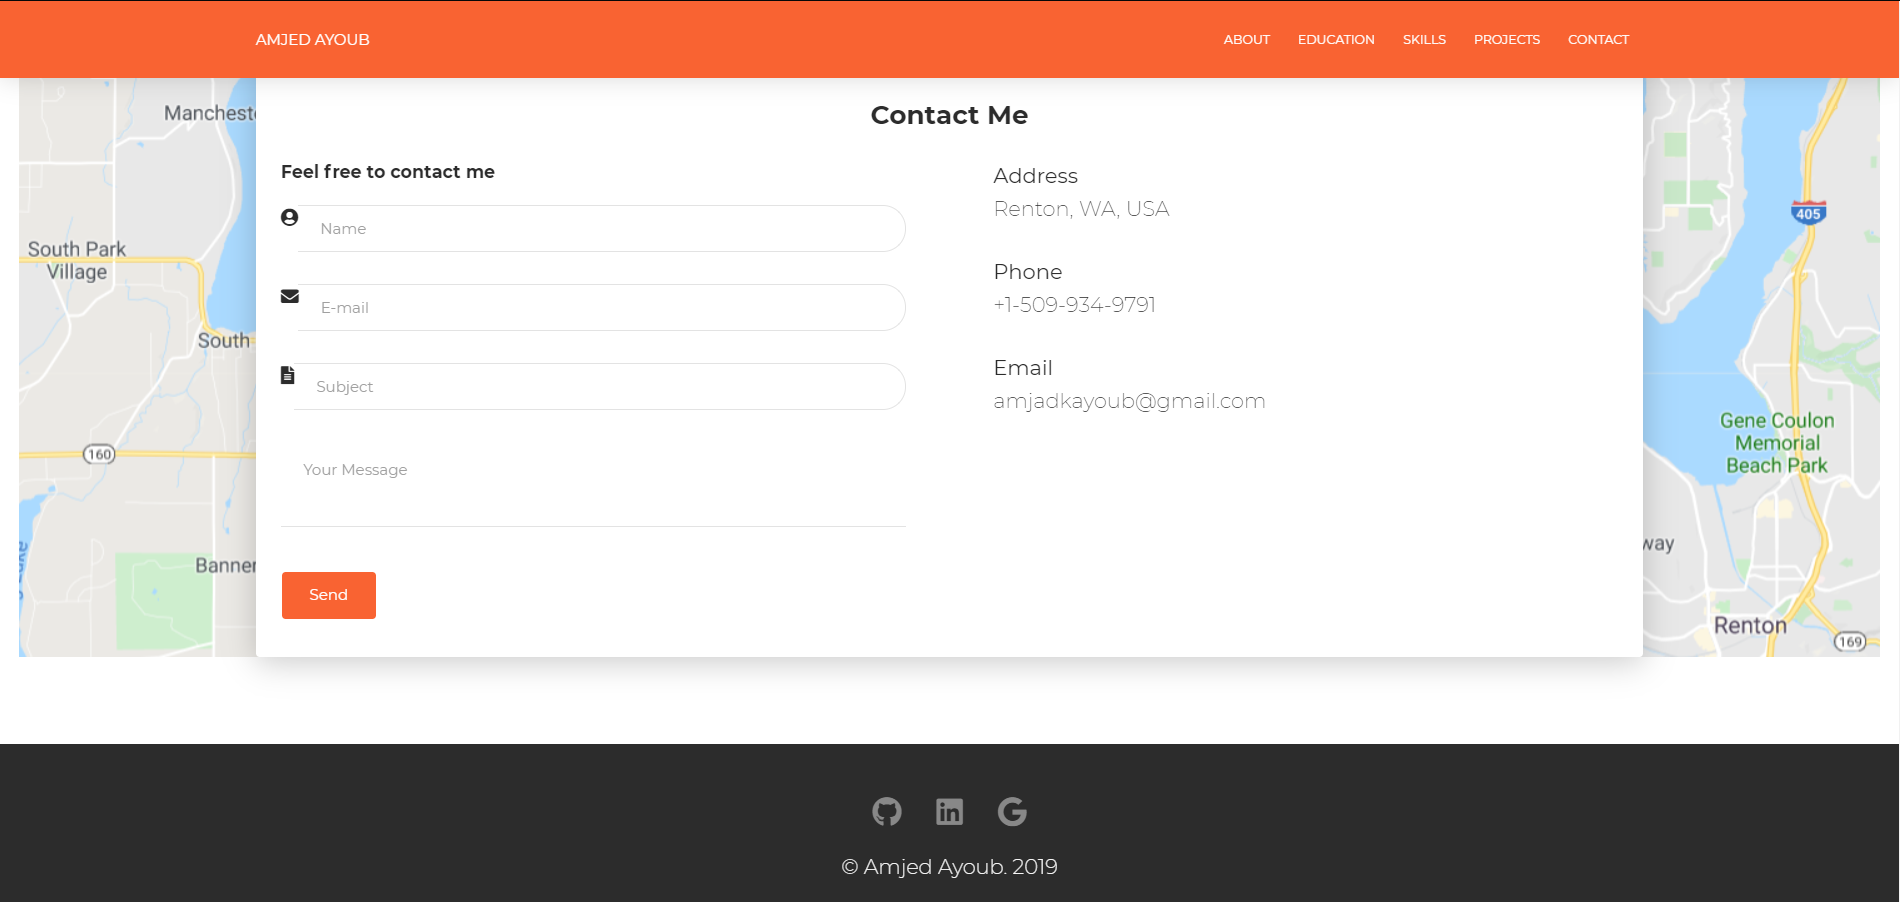 AMJED AYOUB
ABOUT EDUCATION SKILLS PROJECTS CONTACT
Contact Me
Feel free to contact me
Name
E-mail
Subject
Your Message
Send
Address
Renton, WA, USA
Phone
+1-509-934-9791
Email
amjadkayoub@gmail.com
Manchest
South Park
Village
South
160
Banner
405
Gene Coulon
Memorial
Beach Park
way
Renton
169
© Amjed Ayoub. 2019